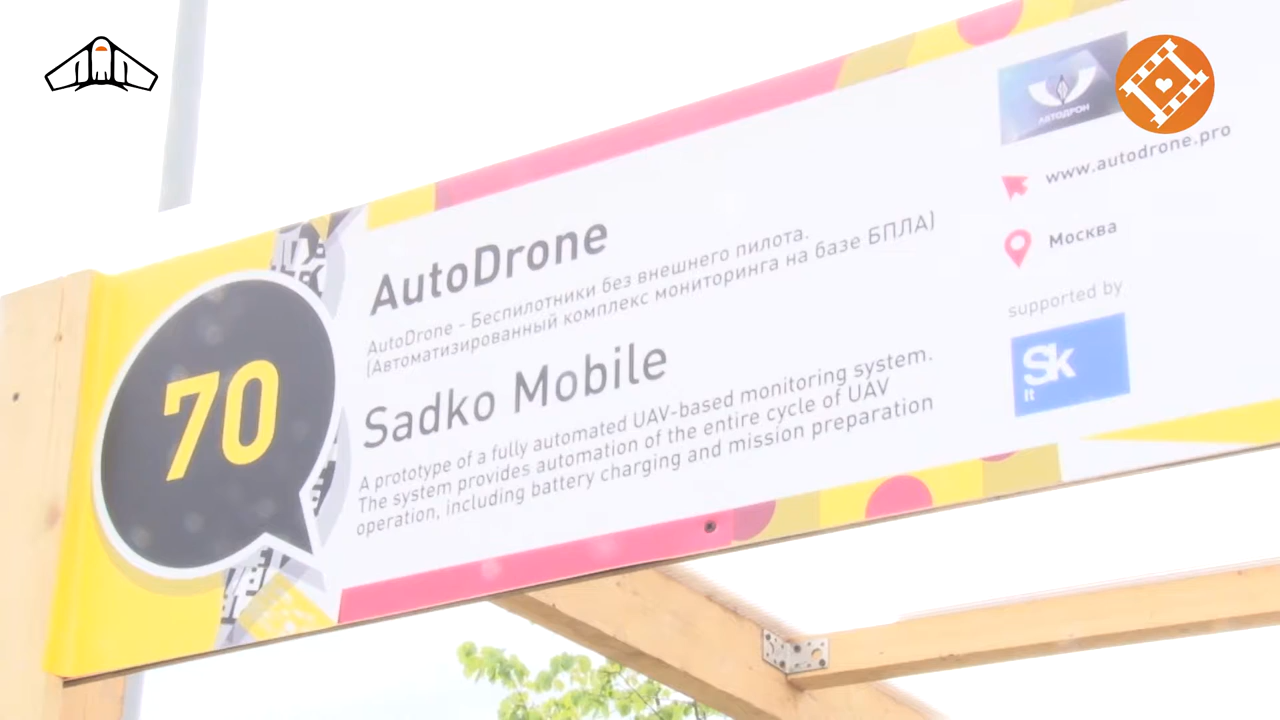 70
AutoDrone
AutoDrone - Беспилотники без внешнего пилота.
(Автоматизированный комплекс мониторинга на базе БПЛА)
Sadko Mobile
A prototype of a fully automated UAV-based monitoring system.
The system provides automation of the entire cycle of UAV
operation, including battery charging and mission preparation
АВТОДРОН
www.autodrone.pro
Москва
supported by
Sk
It